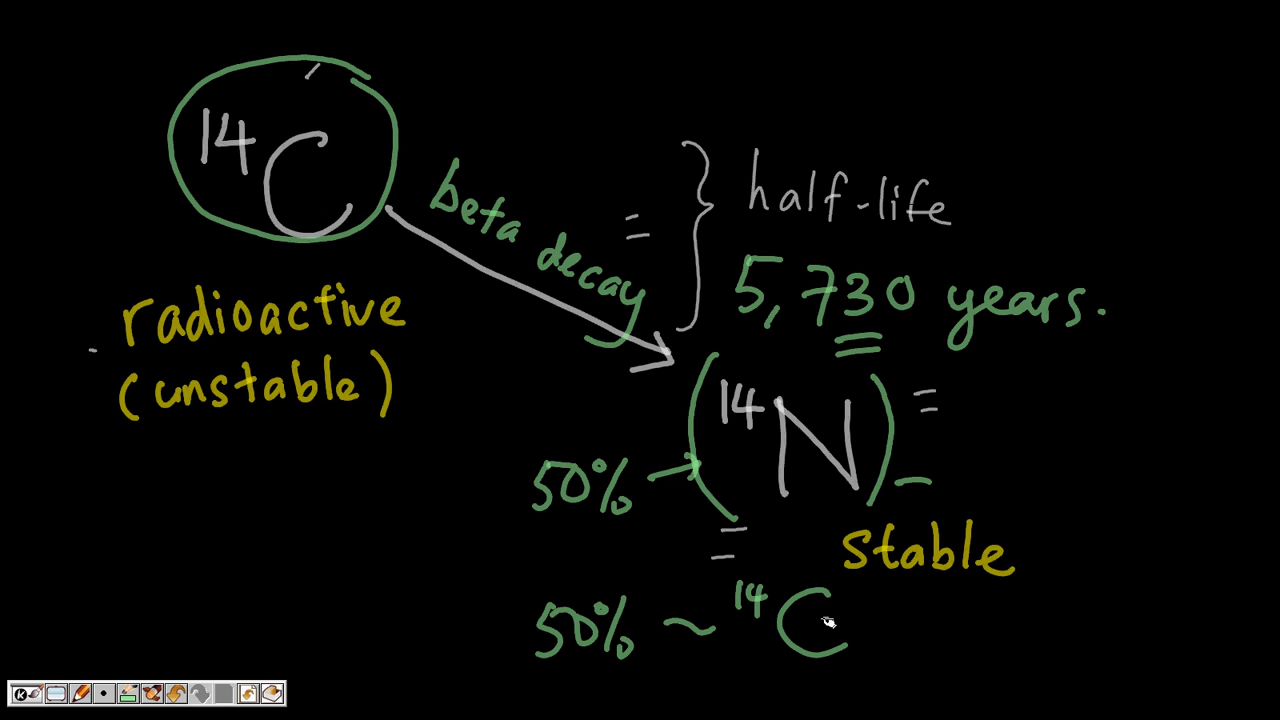 ¹⁴C
beta decay
half-life
5,730 years.
radioactive
(unstable)
(¹⁴N)
50%
stable
50% ~ ¹⁴C